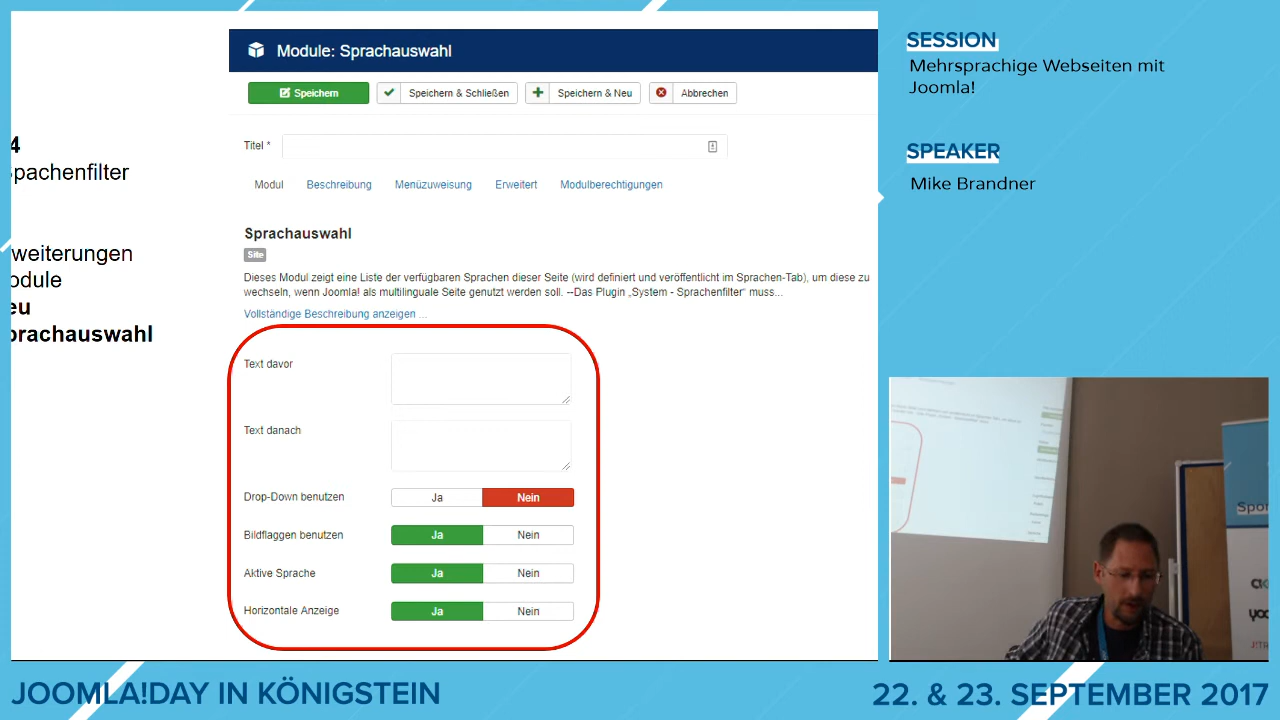 4
pachenfilter
weiterungen
odule
eu
prachauswahl
Module: Sprachauswahl
Speichern
Speichern & Schließen
Speichern & Neu
Abbrechen
Titel *
Modul
Beschreibung
Menüzuweisung
Erweitert
Modulberechtigungen
Sprachauswahl
Site
Dieses Modul zeigt eine Liste der verfügbaren Sprachen dieser Seite (wird definiert und veröffentlicht im Sprachen-Tab), um diese zu
wechseln, wenn Joomla! als multilinguale Seite genutzt werden soll. --Das Plugin „System - Sprachenfilter“ muss...
Vollständige Beschreibung anzeigen ...
Text davor
Text danach
Drop-Down benutzen Ja Nein
Bildflaggen benutzen Ja Nein
Aktive Sprache Ja Nein
Horizontale Anzeige Ja Nein
SESSION
Mehrsprachige Webseiten mit
Joomla!
SPEAKER
Mike Brandner
Spor
JOOMLA!DAY IN KÖNIGSTEIN
22. & 23. SEPTEMBER 2017